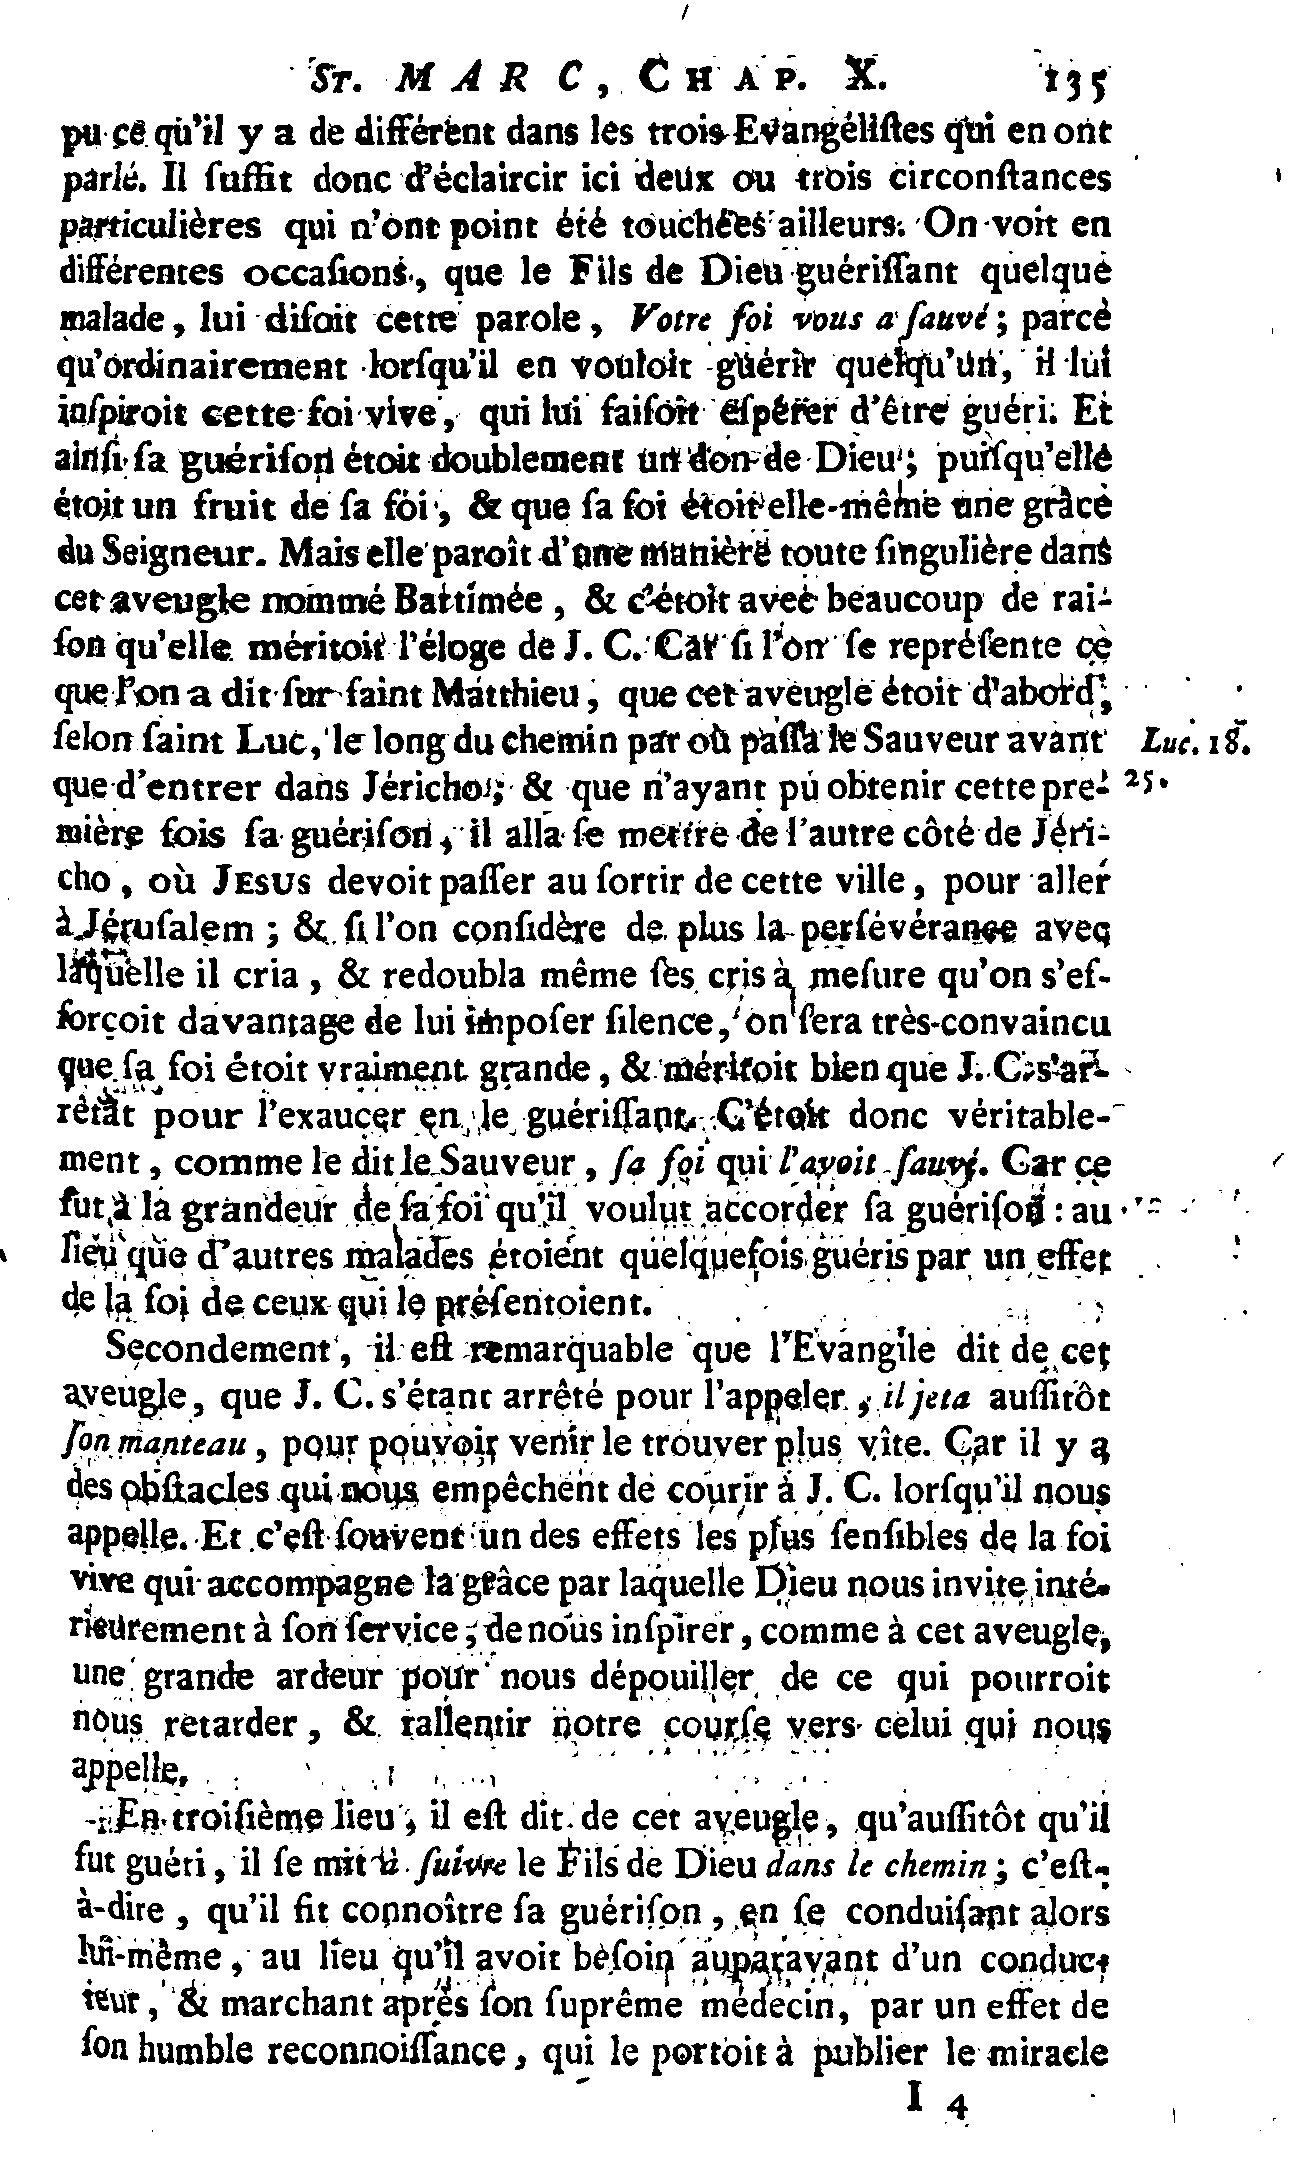 St. MARC, CHAP. X. 135
pu ce qu'il y a de différent dans les trois Evangéliſtes qui en ont
parlé. Il ſuffit donc d'éclaircir ici deux ou trois circonſtances
particulières qui n'ont point été touchées ailleurs. On voit en
différentes occaſions, que le Fils de Dieu guériſſant quelque
malade, lui diſoit cette parole, Votre foi vous a ſauvé; parce
qu'ordinairement lorſqu'il en vouloit guérir quelqu'un, il lui
inſpiroit cette foi vive, qui lui faiſoit eſpérer d'être guéri. Et
ainſi ſa guériſon étoit doublement un don de Dieu; puiſqu'elle
étoit un fruit de ſa foi, & que ſa foi étoit elle-même une grâce
du Seigneur. Mais elle paroît d'une manière toute ſingulière dans
cet aveugle nommé Bartimée, & c'étoit avec beaucoup de rai-
ſon qu'elle méritoit l'éloge de J. C. Car ſi l'on ſe repréſente ce
que l'on a dit ſur ſaint Matthieu, que cet aveugle étoit d'abord,
ſelon ſaint Luc, le long du chemin par où paſſa le Sauveur avant
Luc. 18.
que d'entrer dans Jéricho; & que n'ayant pû obtenir cette pre-
25.
mière fois ſa guériſon, il alla ſe mettre de l'autre côté de Jéri-
cho, où JESUS devoit paſſer au ſortir de cette ville, pour aller
à Jéruſalem; & ſi l'on conſidère de plus la perſévérance avec
laquelle il cria, & redoubla même ſes cris à meſure qu'on s'ef-
forçoit davantage de lui impoſer ſilence, on ſera très-convaincu
que ſa foi étoit vraiment grande, & méritoit bien que J. C. s'ar-
rêtât pour l'exaucer en le guériſſant. C'étoit donc véritable-
ment, comme le dit le Sauveur, ſa foi qui l'avoit ſauvé. Car ce
fut à la grandeur de ſa foi qu'il voulut accorder ſa guériſon: au
lieu que d'autres malades étoient quelquefois guéris par un effet
de la foi de ceux qui le préſentoient.
Secondement, il eſt remarquable que l'Evangile dit de cet
aveugle, que J. C. s'étant arrêté pour l'appeler, il jeta auſſitôt
ſon manteau, pour pouvoir venir le trouver plus vîte. Car il y a
des obſtacles qui nous empêchent de courir à J. C. lorſqu'il nous
appelle. Et c'eſt ſouvent un des effets les plus ſenſibles de la foi
vive qui accompagne la grâce par laquelle Dieu nous invite inté-
rieurement à ſon ſervice, de nous inſpirer, comme à cet aveugle,
une grande ardeur pour nous dépouiller de ce qui pourroit
nous retarder, & rallentir notre courſe vers celui qui nous
appelle.
En troiſième lieu, il eſt dit de cet aveugle, qu'auſſitôt qu'il
fut guéri, il ſe mit à ſuivre le Fils de Dieu dans le chemin; c'eſt-
à-dire, qu'il fit connoître ſa guériſon, en ſe conduiſant alors
lui-même, au lieu qu'il avoit beſoin auparavant d'un conduc-
teur, & marchant après ſon ſuprême médecin, par un effet de
ſon humble reconnoiſſance, qui le portoit à publier le miracle
I 4